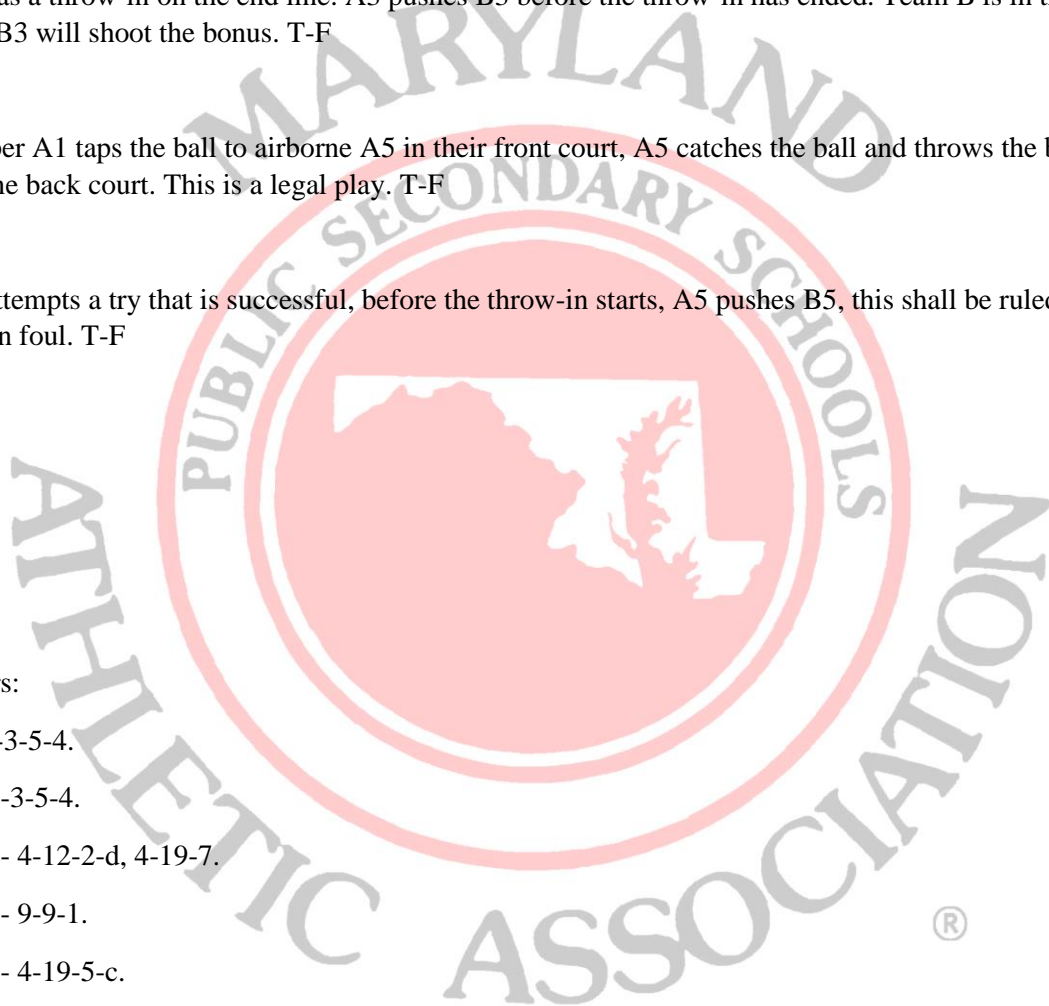 as a throw-in on the end line. A5 pushes B3 before the throw-in has ended. Team B is in t
B3 will shoot the bonus. T-F
er A1 taps the ball to airborne A5 in their front court, A5 catches the ball and throws the b
e back court. This is a legal play. T-F
ttempts a try that is successful, before the throw-in starts, A5 pushes B5, this shall be ruled
n foul. T-F
rs:
-3-5-4.
-3-5-4.
- 4-12-2-d, 4-19-7.
- 9-9-1.
- 4-19-5-c.
MARYLAND
PUBLIC SECONDARY SCHOOLS
ATHLETIC ASSOCIATION
®